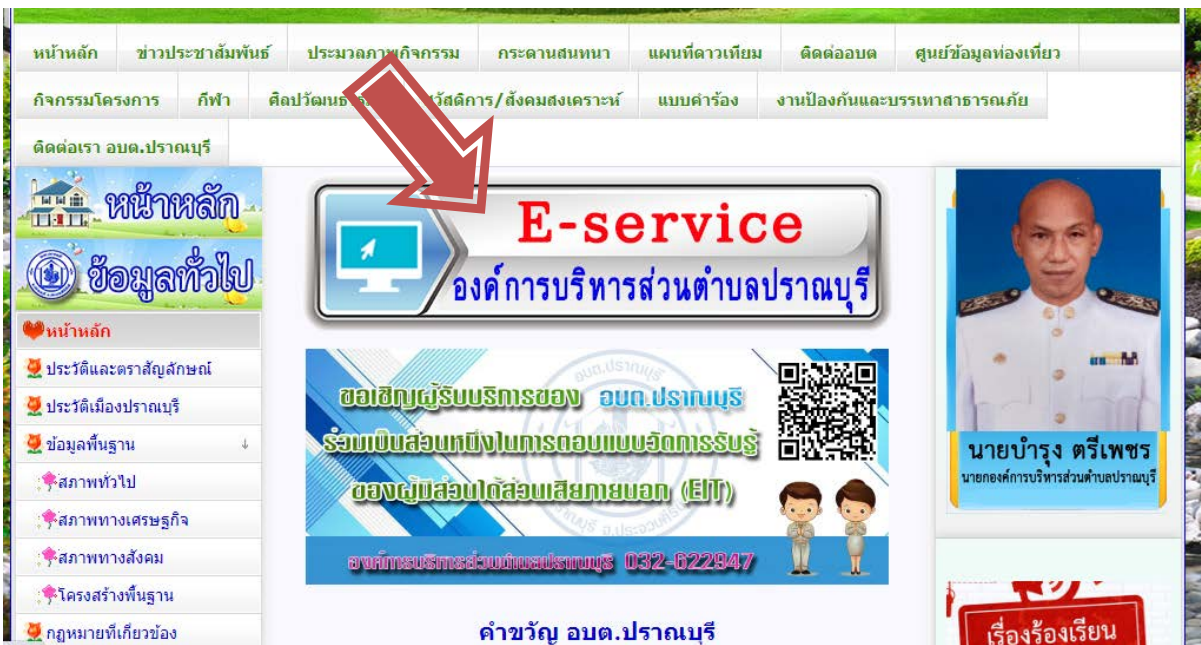 หน้าหลัก ข่าวประชาสัมพันธ์ ประมวลภาพกิจกรรม กระดานสนทนา แผนที่ดาวเทียม ติดต่ออบต ศูนย์ข้อมูลท่องเที่ยว
กิจกรรมโครงการ กีฬา สวัสดิการ/สังคมสงเคราะห์ แบบคำร้อง งานป้องกันและบรรเทาสาธารณภัย
ติดต่อเรา อบต.ปราณบุรี
หน้าหลัก
ข้อมูลทั่วไป
หน้าหลัก
ประวัติและตราสัญลักษณ์
ประวัติเมืองปราณบุรี
ข้อมูลพื้นฐาน
สภาพทั่วไป
สภาพทางเศรษฐกิจ
สภาพทางสังคม
โครงสร้างพื้นฐาน
กฎหมายที่เกี่ยวข้อง
E-service
องค์การบริหารส่วนตำบลปราณบุรี
ขอเชิญผู้รับบริการของ อบต.ปราณบุรี
ร่วมเป็นส่วนหนึ่งในการตอบแบบวัดการรับรู้
ของผู้มีส่วนได้ส่วนเสียภายนอก (EIT)
องค์การบริหารส่วนตำบลปราณบุรี 032-622947
คำขวัญ อบต.ปราณบุรี
นายบำรุง ตรีเพชร
นายกองค์การบริหารส่วนตำบลปราณบุรี
เรื่องร้องเรียน